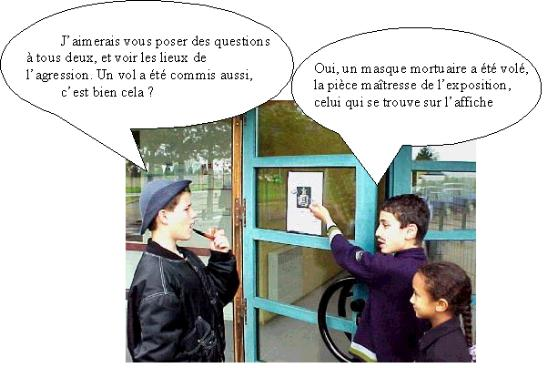 J'aimerais vous poser des questions
à tous deux, et voir les lieux de
l'agression. Un vol a été commis aussi,
c'est bien cela ?
Oui, un masque mortuaire a été volé,
la pièce maîtresse de l'exposition,
celui qui se trouve sur l'affiche